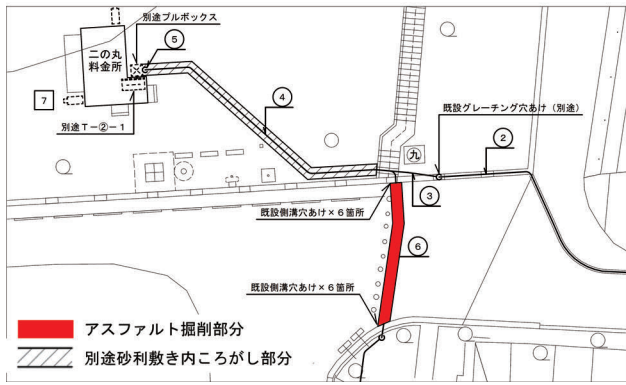 別途プルボックス
⑤
二の丸
料金所
7
別途T-②-1
④
既設グレーチング穴あけ(別途)
②
九
③
既設側溝穴あけ×6箇所
⑥
既設側溝穴あけ×6箇所
アスファルト掘削部分
別途砂利敷き内ころがし部分